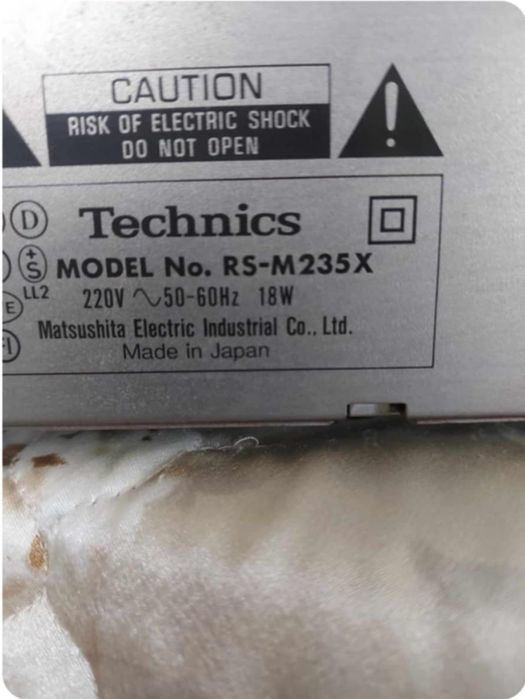 CAUTION
RISK OF ELECTRIC SHOCK
DO NOT OPEN
D
Technics
+
S
MODEL No. RS-M235X
E
LL2
220V ~50-60Hz 18W
Matsushita Electric Industrial Co., Ltd.
Made in Japan